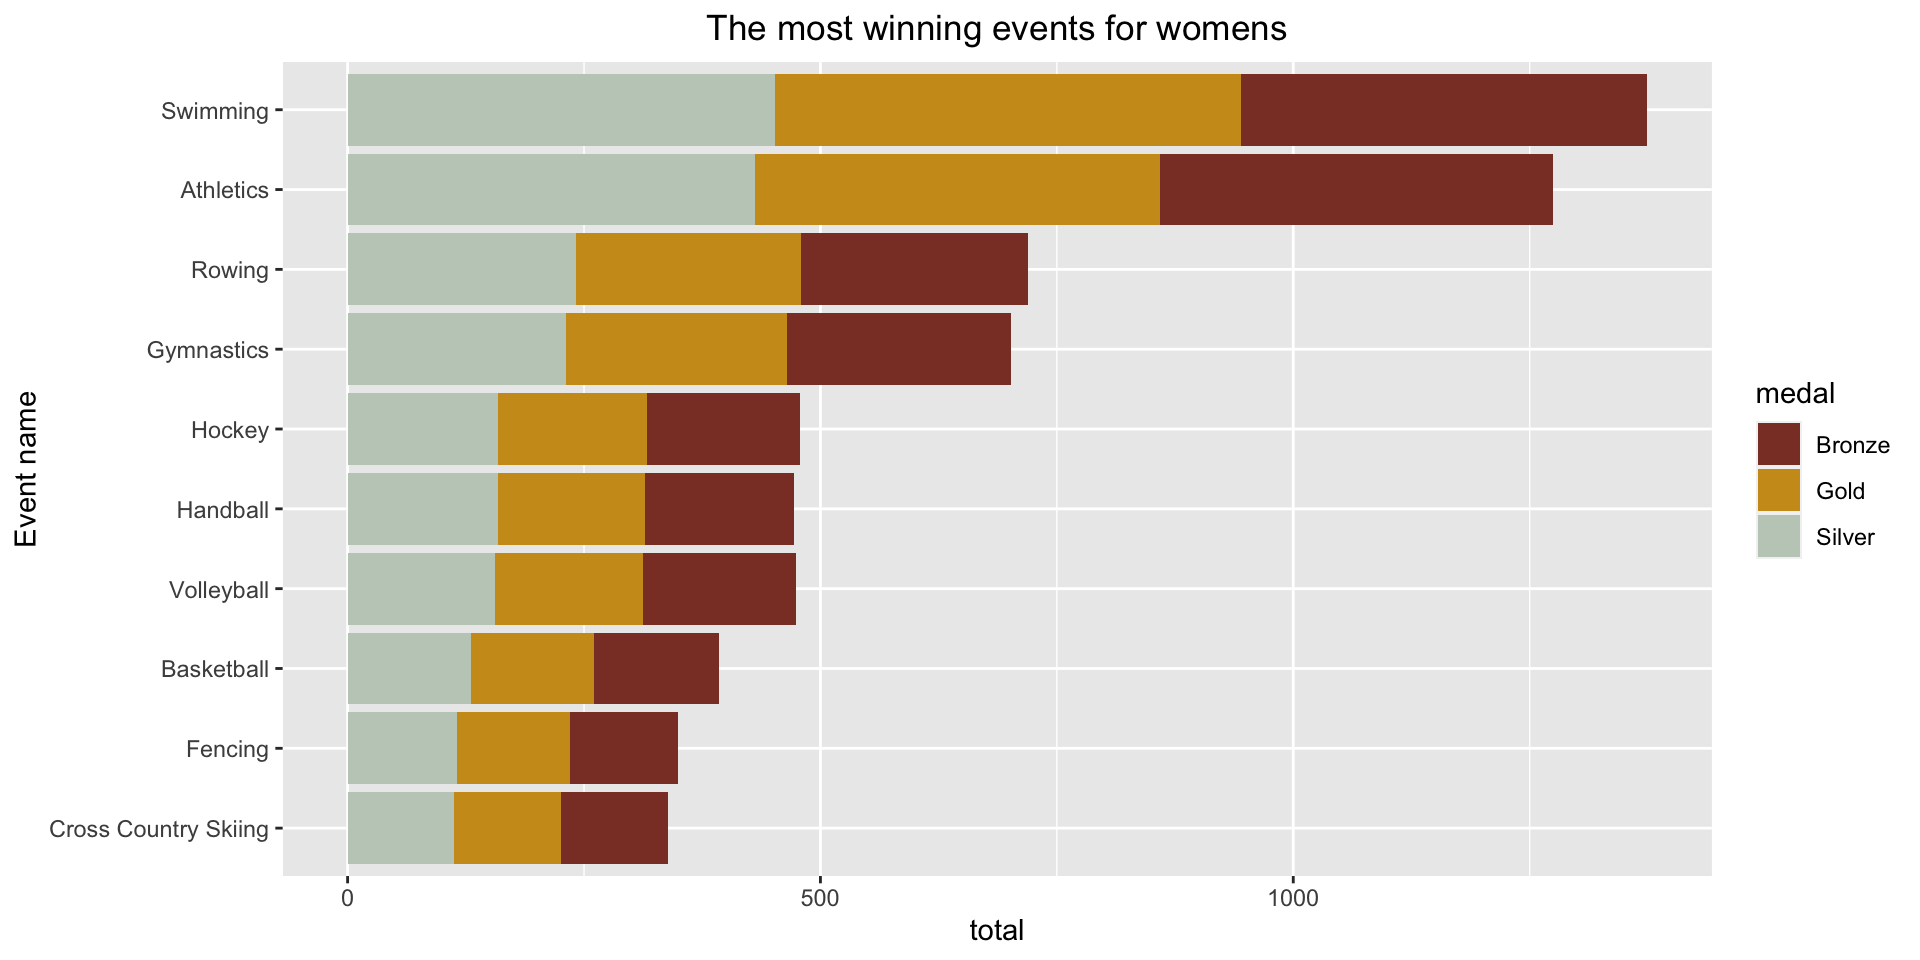 The most winning events for womens
Event name
Swimming
Athletics
Rowing
Gymnastics
Hockey
Handball
Volleyball
Basketball
Fencing
Cross Country Skiing
0
500
1000
total
medal
Bronze
Gold
Silver